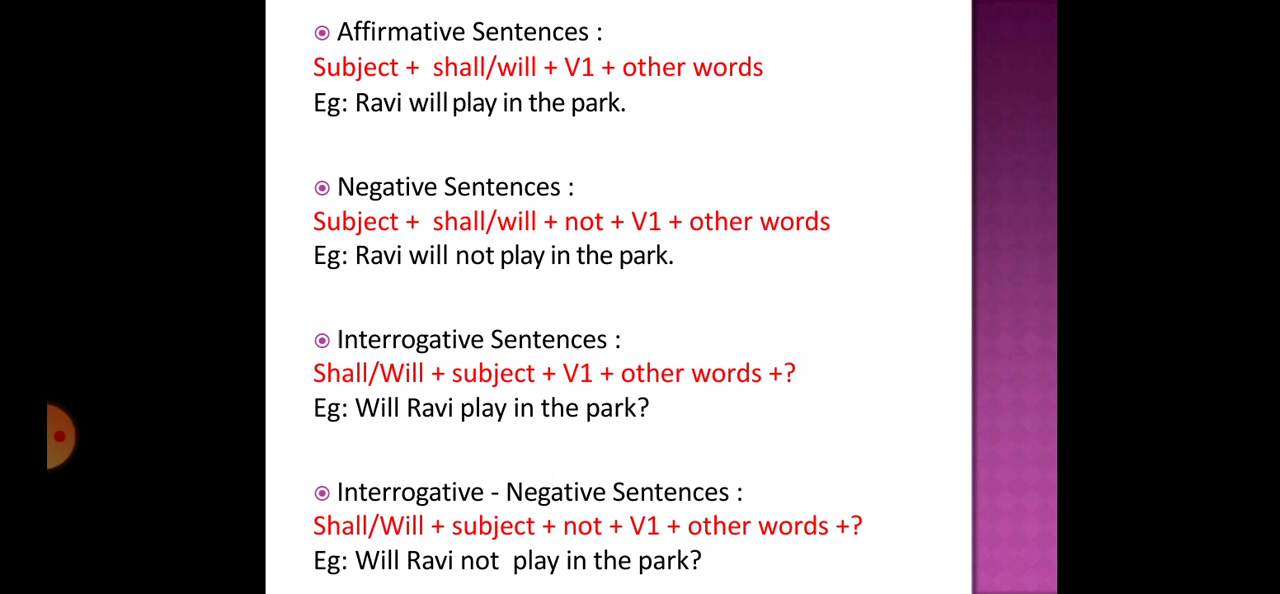 Affirmative Sentences :
Subject + shall/will + V1 + other words
Eg: Ravi will play in the park.
Negative Sentences :
Subject + shall/will + not + V1 + other words
Eg: Ravi will not play in the park.
Interrogative Sentences :
Shall/Will + subject + V1 + other words +?
Eg: Will Ravi play in the park?
Interrogative - Negative Sentences :
Shall/Will + subject + not + V1 + other words +?
Eg: Will Ravi not play in the park?